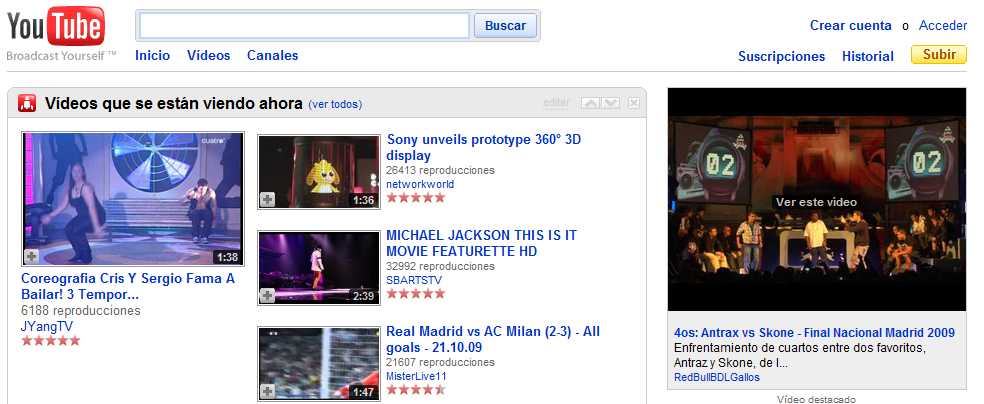 YouTube
Broadcast Yourself ™
Buscar
Crear cuenta o Acceder
Inicio Vídeos Canales
Suscripciones Historial Subir
Vídeos que se están viendo ahora (ver todos)
editar
cuatro
1:38
Coreografia Cris Y Sergio Fama A
Bailar! 3 Tempor...
6188 reproducciones
JYangTV
1:36
Sony unveils prototype 360° 3D
display
26413 reproducciones
networkworld
2:39
MICHAEL JACKSON THIS IS IT
MOVIE FEATURETTE HD
32992 reproducciones
SBARTSTV
1:47
Real Madrid vs AC Milan (2-3) - All
goals - 21.10.09
21607 reproducciones
MisterLive11
02
02
Ver este vídeo
4os: Antrax vs Skone - Final Nacional Madrid 2009
Enfrentamiento de cuartos entre dos favoritos,
Antraz y Skone, de l...
RedBullBDLGallos
Vídeo destacado